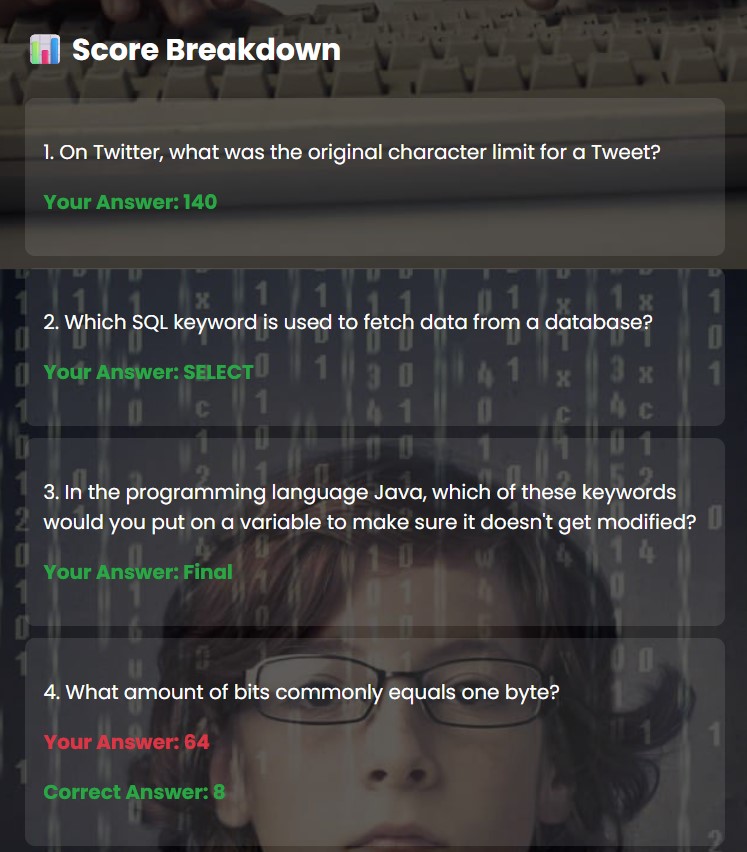 📊 Score Breakdown
1. On Twitter, what was the original character limit for a Tweet?
Your Answer: 140
2. Which SQL keyword is used to fetch data from a database?
Your Answer: SELECT
3. In the programming language Java, which of these keywords
would you put on a variable to make sure it doesn't get modified?
Your Answer: Final
4. What amount of bits commonly equals one byte?
Your Answer: 64
Correct Answer: 8